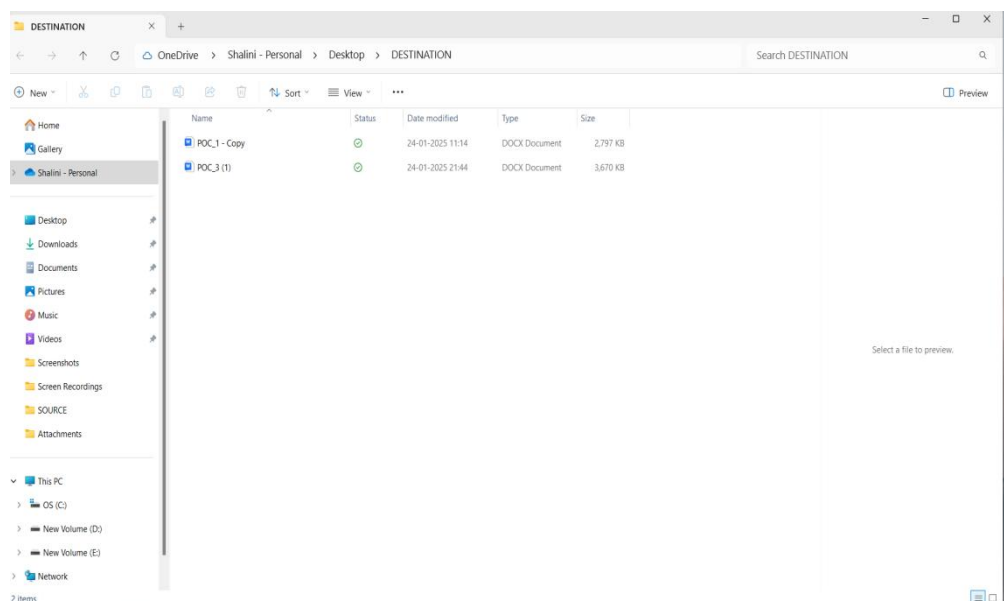 DESTINATION
OneDrive > Shalini - Personal > Desktop > DESTINATION
Search DESTINATION
New Sort View ... Preview
Name Status Date modified Type Size
POC_1 - Copy 24-01-2025 11:14 DOCX Document 2,797 KB
POC_3 (1) 24-01-2025 21:44 DOCX Document 3,670 KB
Home
Gallery
Shalini - Personal
Desktop
Downloads
Documents
Pictures
Music
Videos
Screenshots
Screen Recordings
SOURCE
Attachments
This PC
OS (C:)
New Volume (D:)
New Volume (E:)
Network
2 items
Select a file to preview.